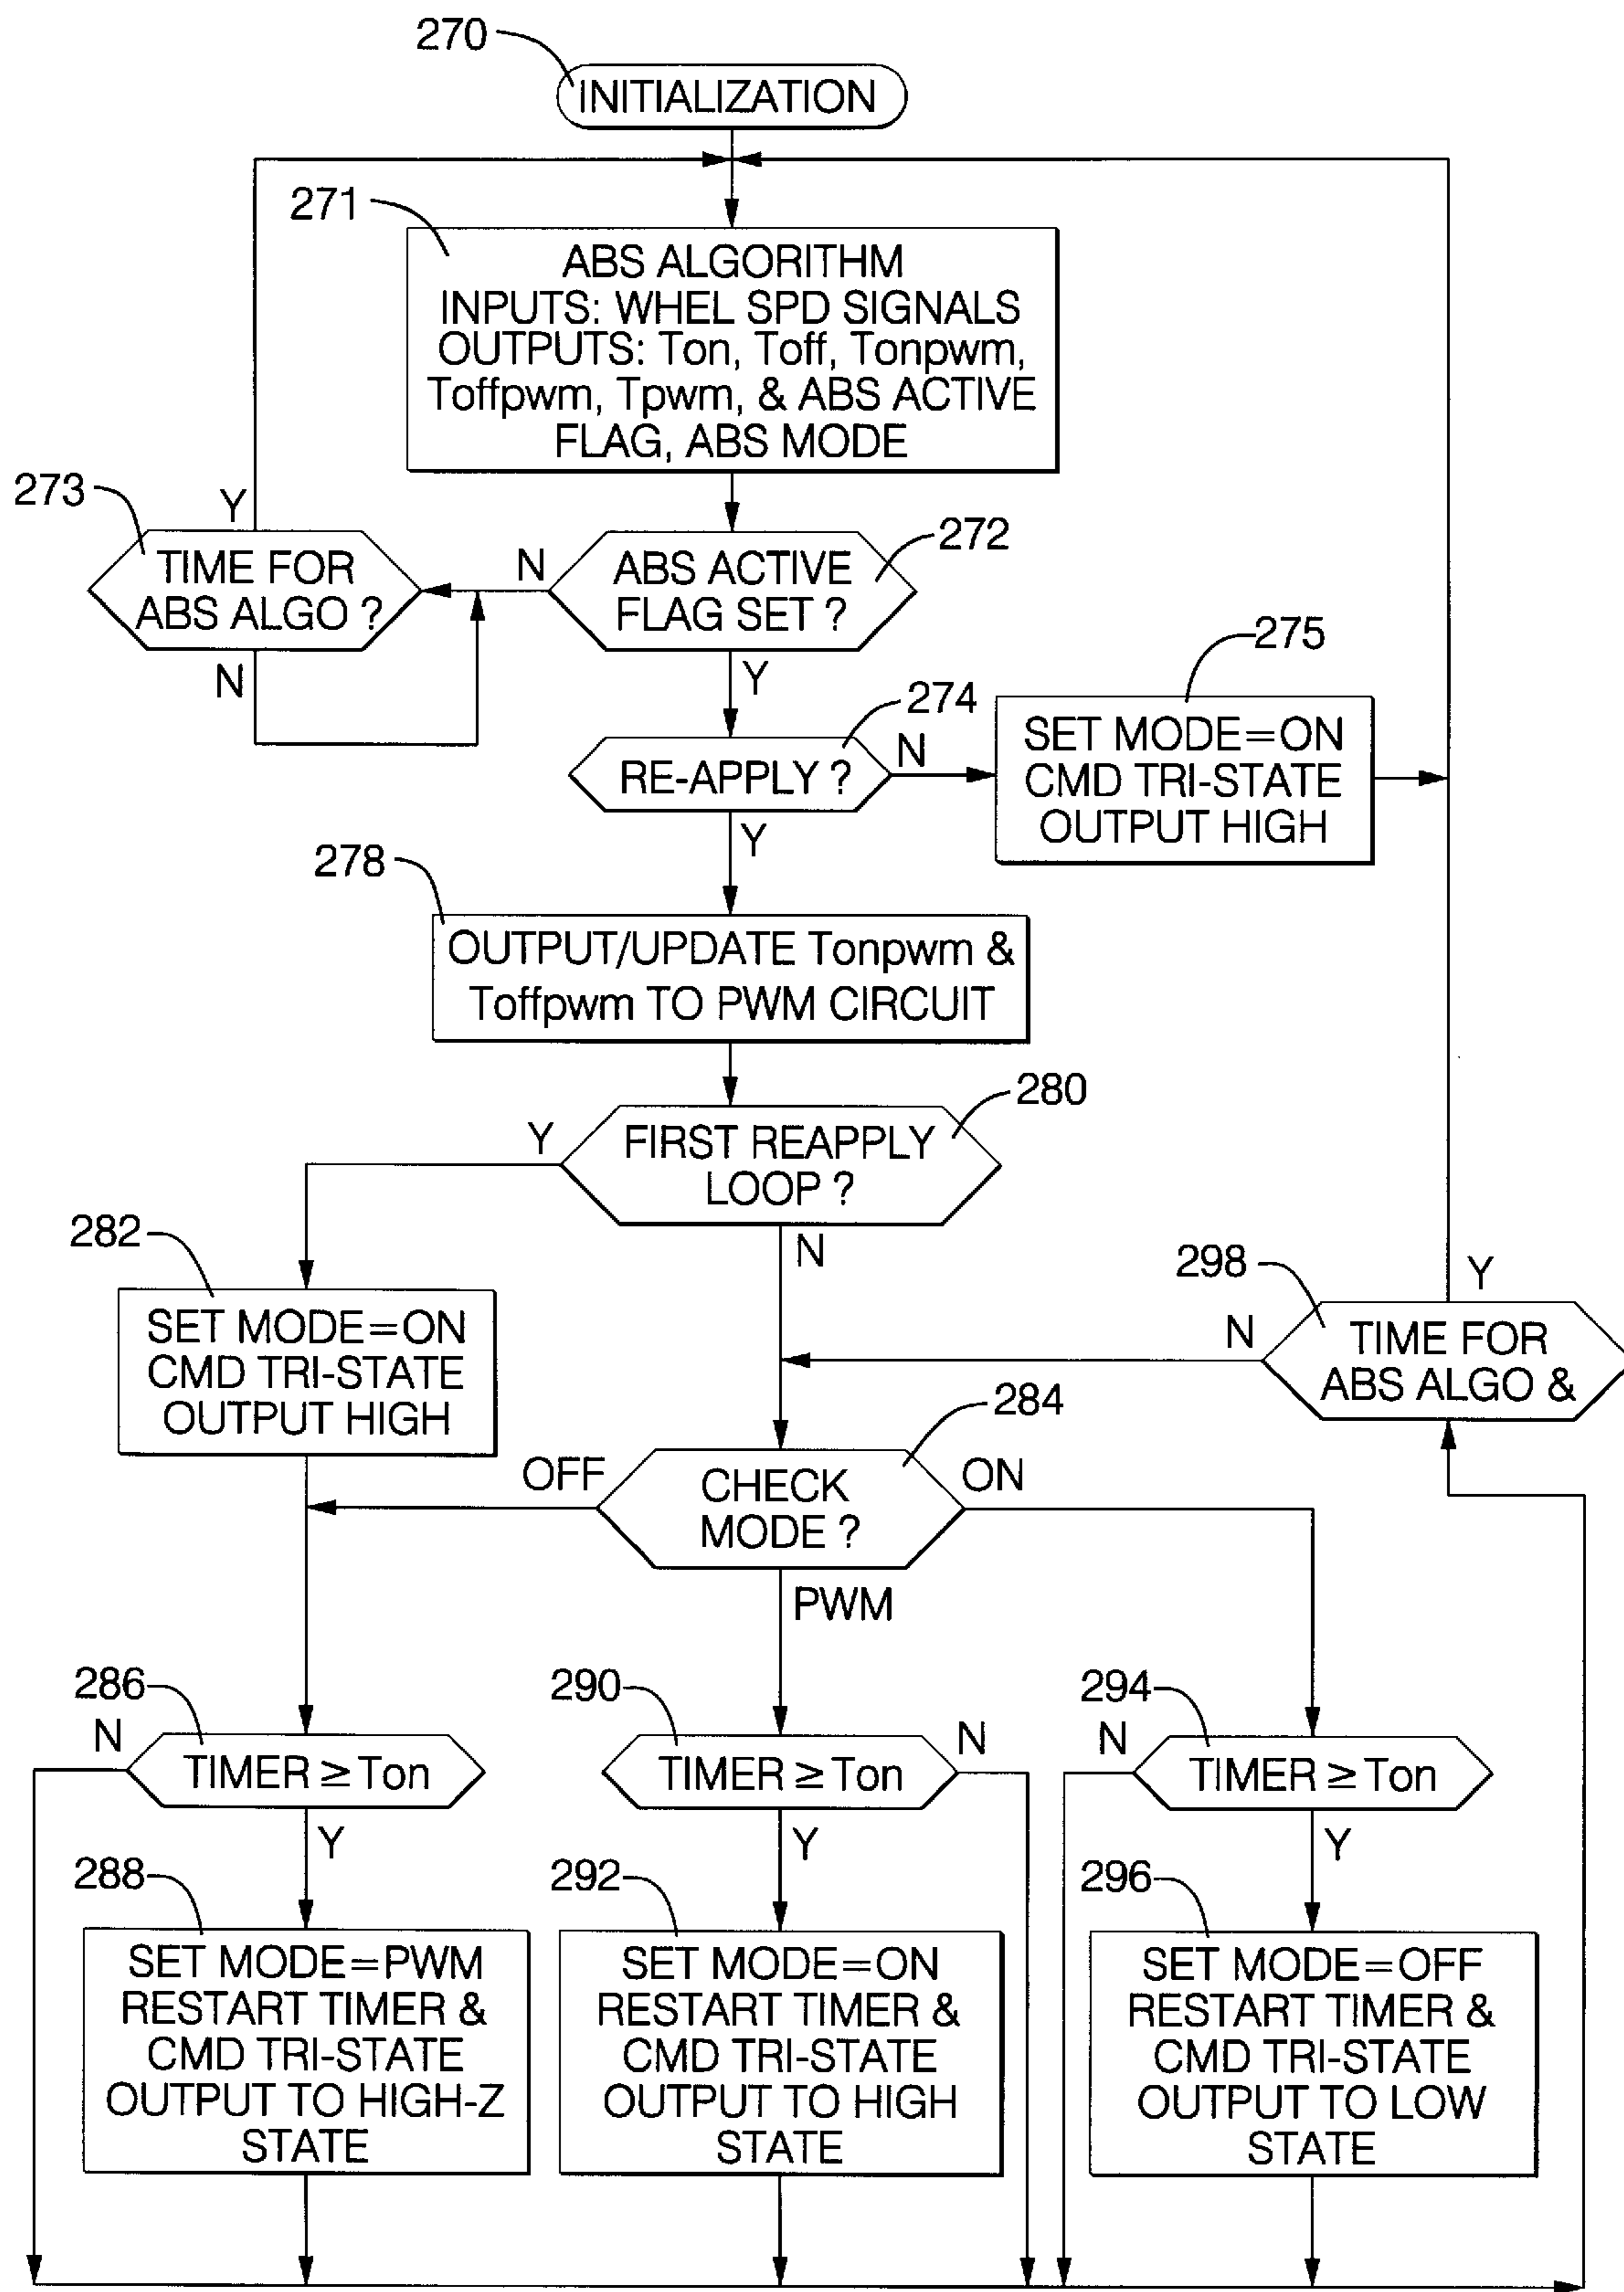 270
INITIALIZATION
271
ABS ALGORITHM
INPUTS: WHEL SPD SIGNALS
OUTPUTS: Ton, Toff, Tonpwm,
Toffpwm, Tpwm, & ABS ACTIVE
FLAG, ABS MODE
273
Y
TIME FOR
ABS ALGO ?
N
N
272
ABS ACTIVE
FLAG SET ?
Y
274
RE-APPLY ?
N
275
SET MODE=ON
CMD TRI-STATE
OUTPUT HIGH
Y
278
OUTPUT/UPDATE Tonpwm &
Toffpwm TO PWM CIRCUIT
280
Y
FIRST REAPPLY
LOOP ?
N
282
SET MODE=ON
CMD TRI-STATE
OUTPUT HIGH
298
Y
N
TIME FOR
ABS ALGO &
284
OFF
CHECK
MODE ?
ON
PWM
286
N
TIMER ≥ Ton
Y
290
TIMER ≥ Ton
N
Y
294
N
TIMER ≥ Ton
Y
288
SET MODE=PWM
RESTART TIMER &
CMD TRI-STATE
OUTPUT TO HIGH-Z
STATE
292
SET MODE=ON
RESTART TIMER &
CMD TRI-STATE
OUTPUT TO HIGH
STATE
296
SET MODE=OFF
RESTART TIMER &
CMD TRI-STATE
OUTPUT TO LOW
STATE